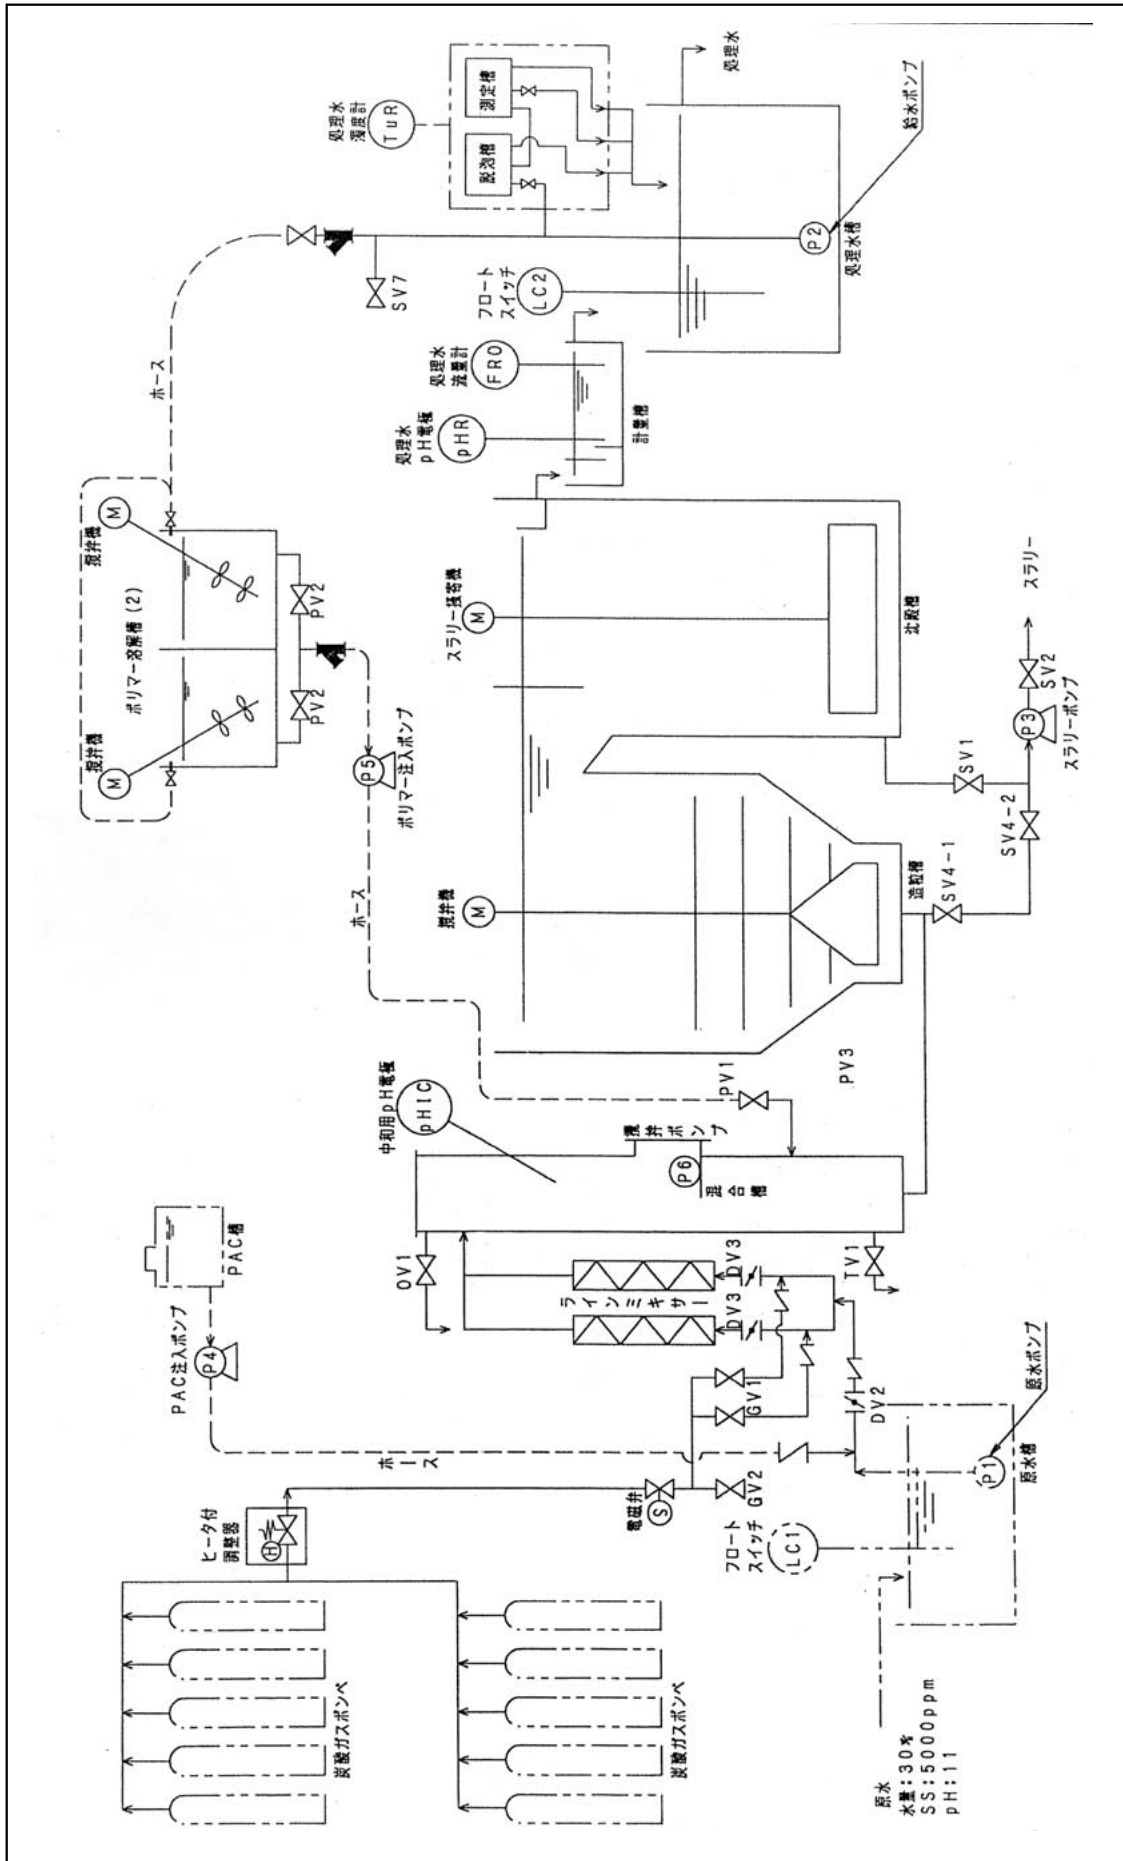 処理水
濁度計
TuR
脱泡槽
測定槽
処理水
給水ポンプ
P2
処理水槽
SV7
フロート
スイッチ
LC2
処理水
流量計
FRO
処理水
pH電極
pHR
計量槽
ホース
撹拌機
M
撹拌機
M
ポリマー溶解槽(2)
PV2
PV2
P5
ポリマー注入ポンプ
ホース
スラリー掻寄機
M
沈殿槽
撹拌機
M
造粒槽
SV1
SV2
SV4-1
SV4-2
P3
スラリーポンプ
スラリー
中和用pH電極
pHIC
PV1
PV3
撹拌ポンプ
P6
混合槽
OV1
TV1
ラインミキサー
DV3
DV3
PAC槽
PAC注入ポンプ
P4
ホース
GV1
GV2
電磁弁
S
DV2
原水ポンプ
P1
原水槽
フロート
スイッチ
LC1
ヒータ付
調整器
H
炭酸ガスボンベ
炭酸ガスボンベ
原水
SS:5000ppm
pH:11